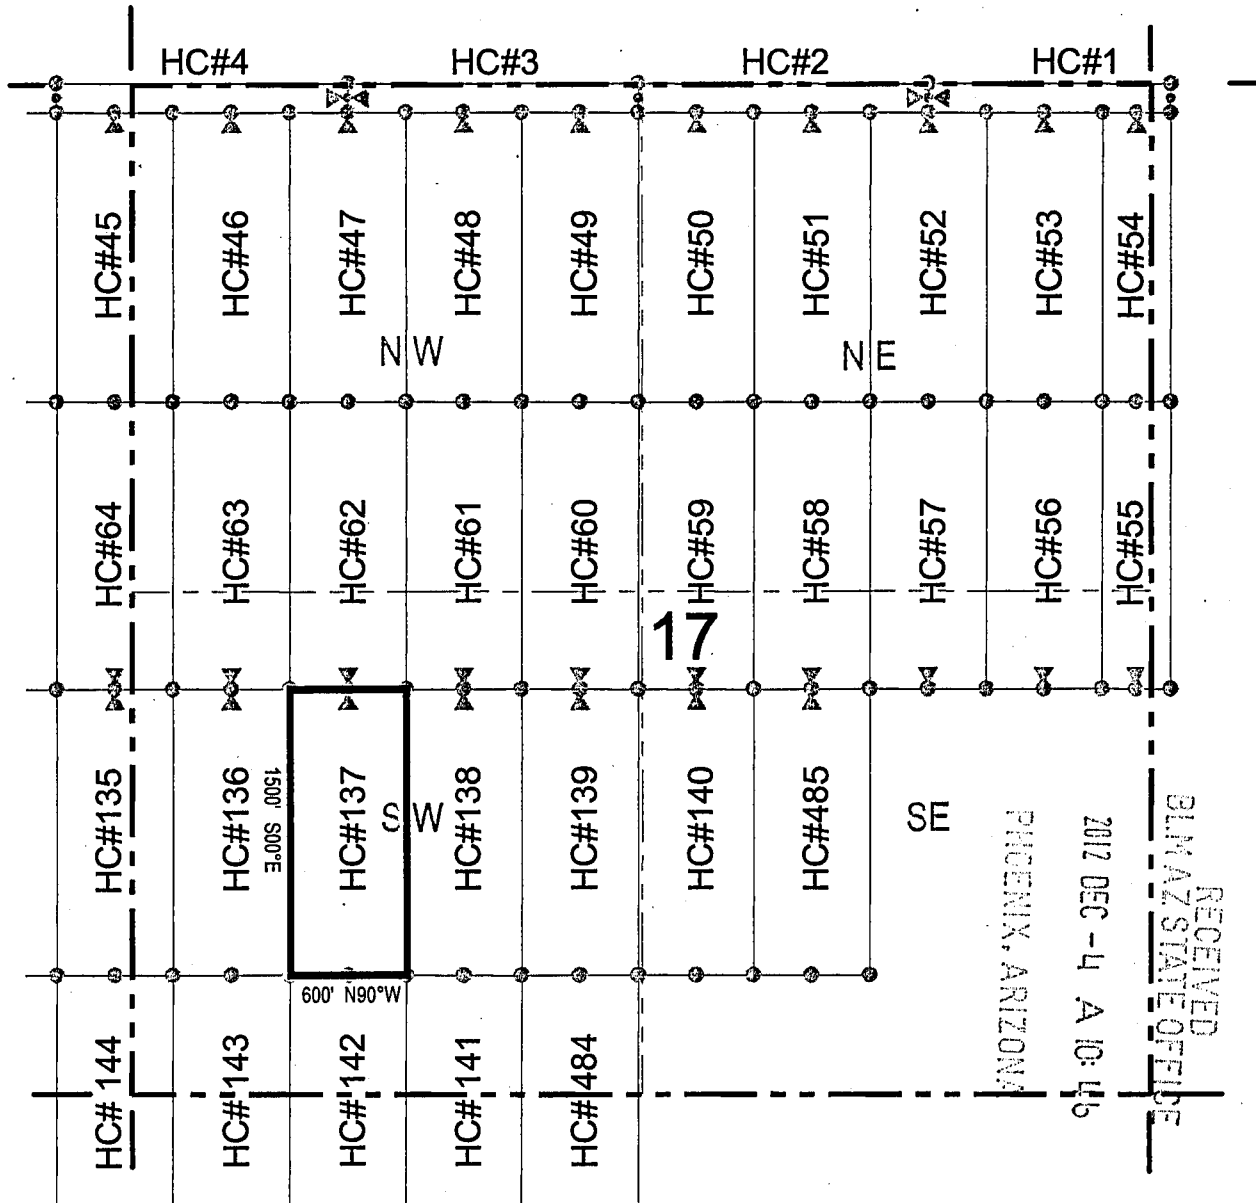 HC#4 HC#3 HC#2 HC#1
HC#45 HC#46 HC#47 HC#48 HC#49 HC#50 HC#51 HC#52 HC#53 HC#54
NW NE
HC#64 HC#63 HC#62 HC#61 HC#60 HC#59 HC#58 HC#57 HC#56 HC#55
17
HC#135 HC#136 HC#137 HC#138 HC#139 HC#140 HC#485
1500' S00°E
SW SE
600' N90°W
HC# 144 HC# 143 HC# 142 HC# 141 HC# 484
RECEIVED
BLM AZ STATE OFFICE
2012 DEC -4 A 10: 46
PHOENIX, ARIZONA